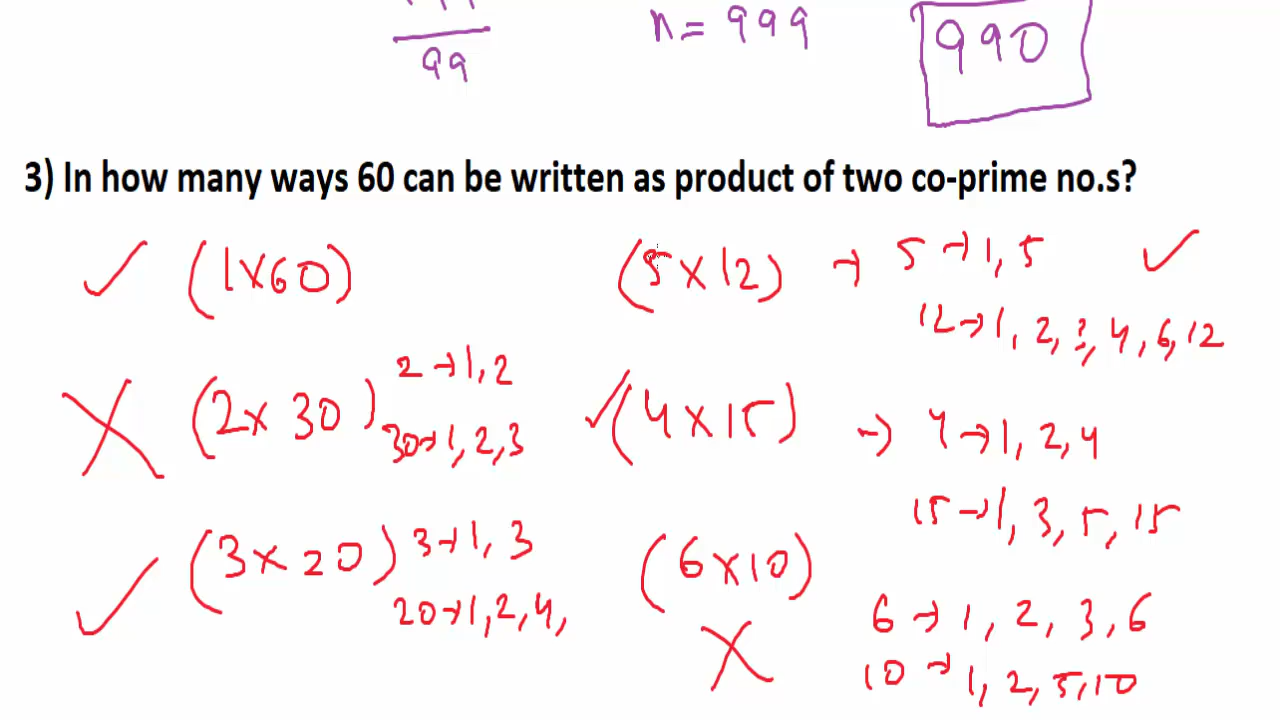 99
n = 999
990
3) In how many ways 60 can be written as product of two co-prime no.s?
✓ (1x60)
(5 x 12) → 5 → 1, 5 ✓
12 → 1, 2, 3, 4, 6, 12
X (2 x 30) 2 → 1, 2
30 → 1, 2, 3
✓ (4 x 15) → 4 → 1, 2, 4
15 → 1, 3, 5, 15
✓ (3 x 20) 3 → 1, 3
20 → 1, 2, 4,
(6 x 10) X
6 → 1, 2, 3, 6
10 → 1, 2, 5, 10